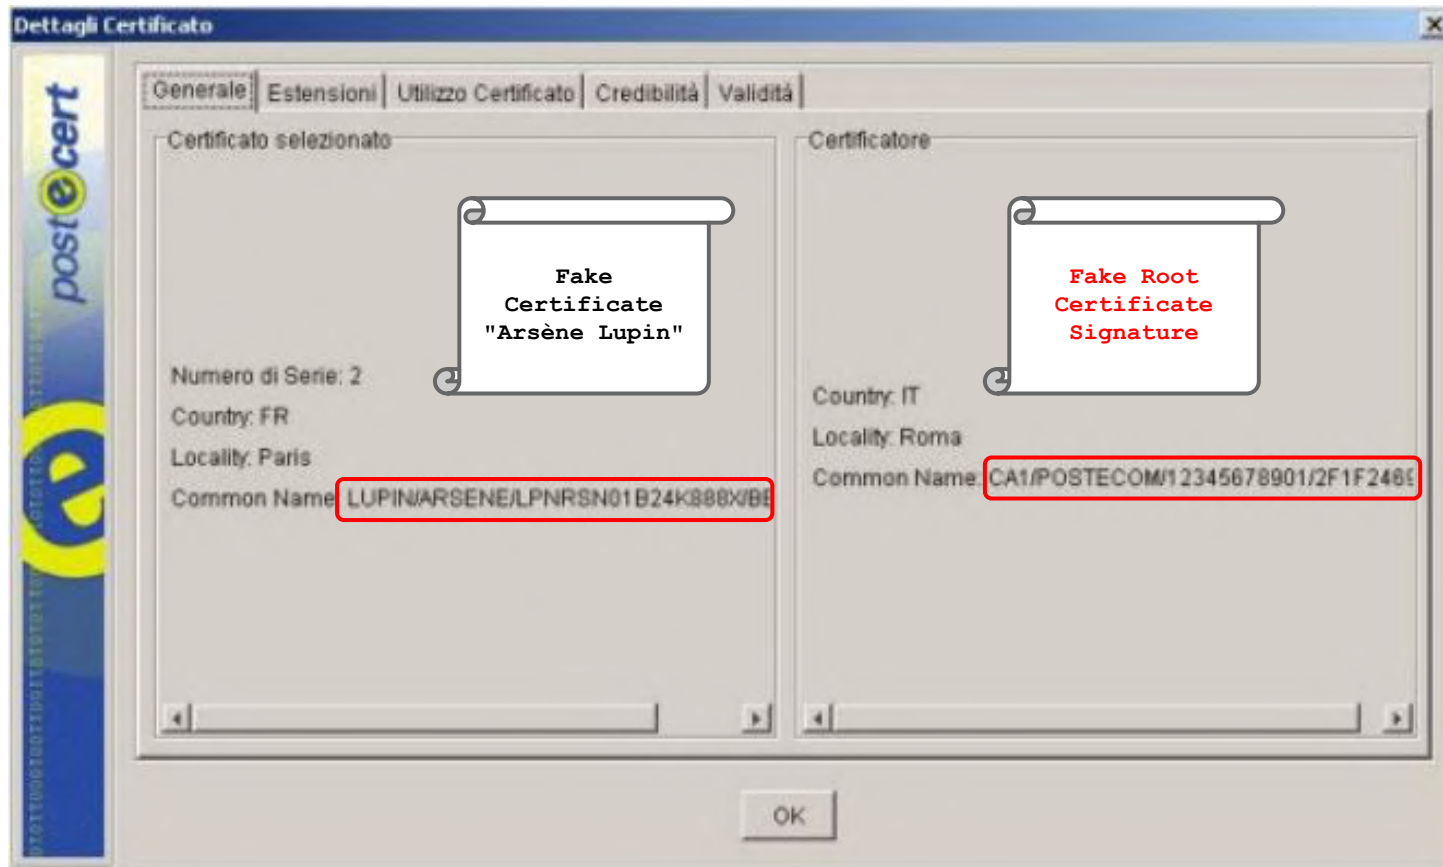 Dettagli Certificato
postecert
Generale Estensioni Utilizzo Certificato Credibilità Validità
Certificato selezionato
Fake
Certificate
"Arsène Lupin"
Numero di Serie: 2
Country: FR
Locality: Paris
Common Name: LUPIN/ARSENE/LPNRSN01B24K888X/BE
Certificatore
Fake Root
Certificate
Signature
Country: IT
Locality: Roma
Common Name: CA1/POSTECOM/12345678901/2F1F2469
OK